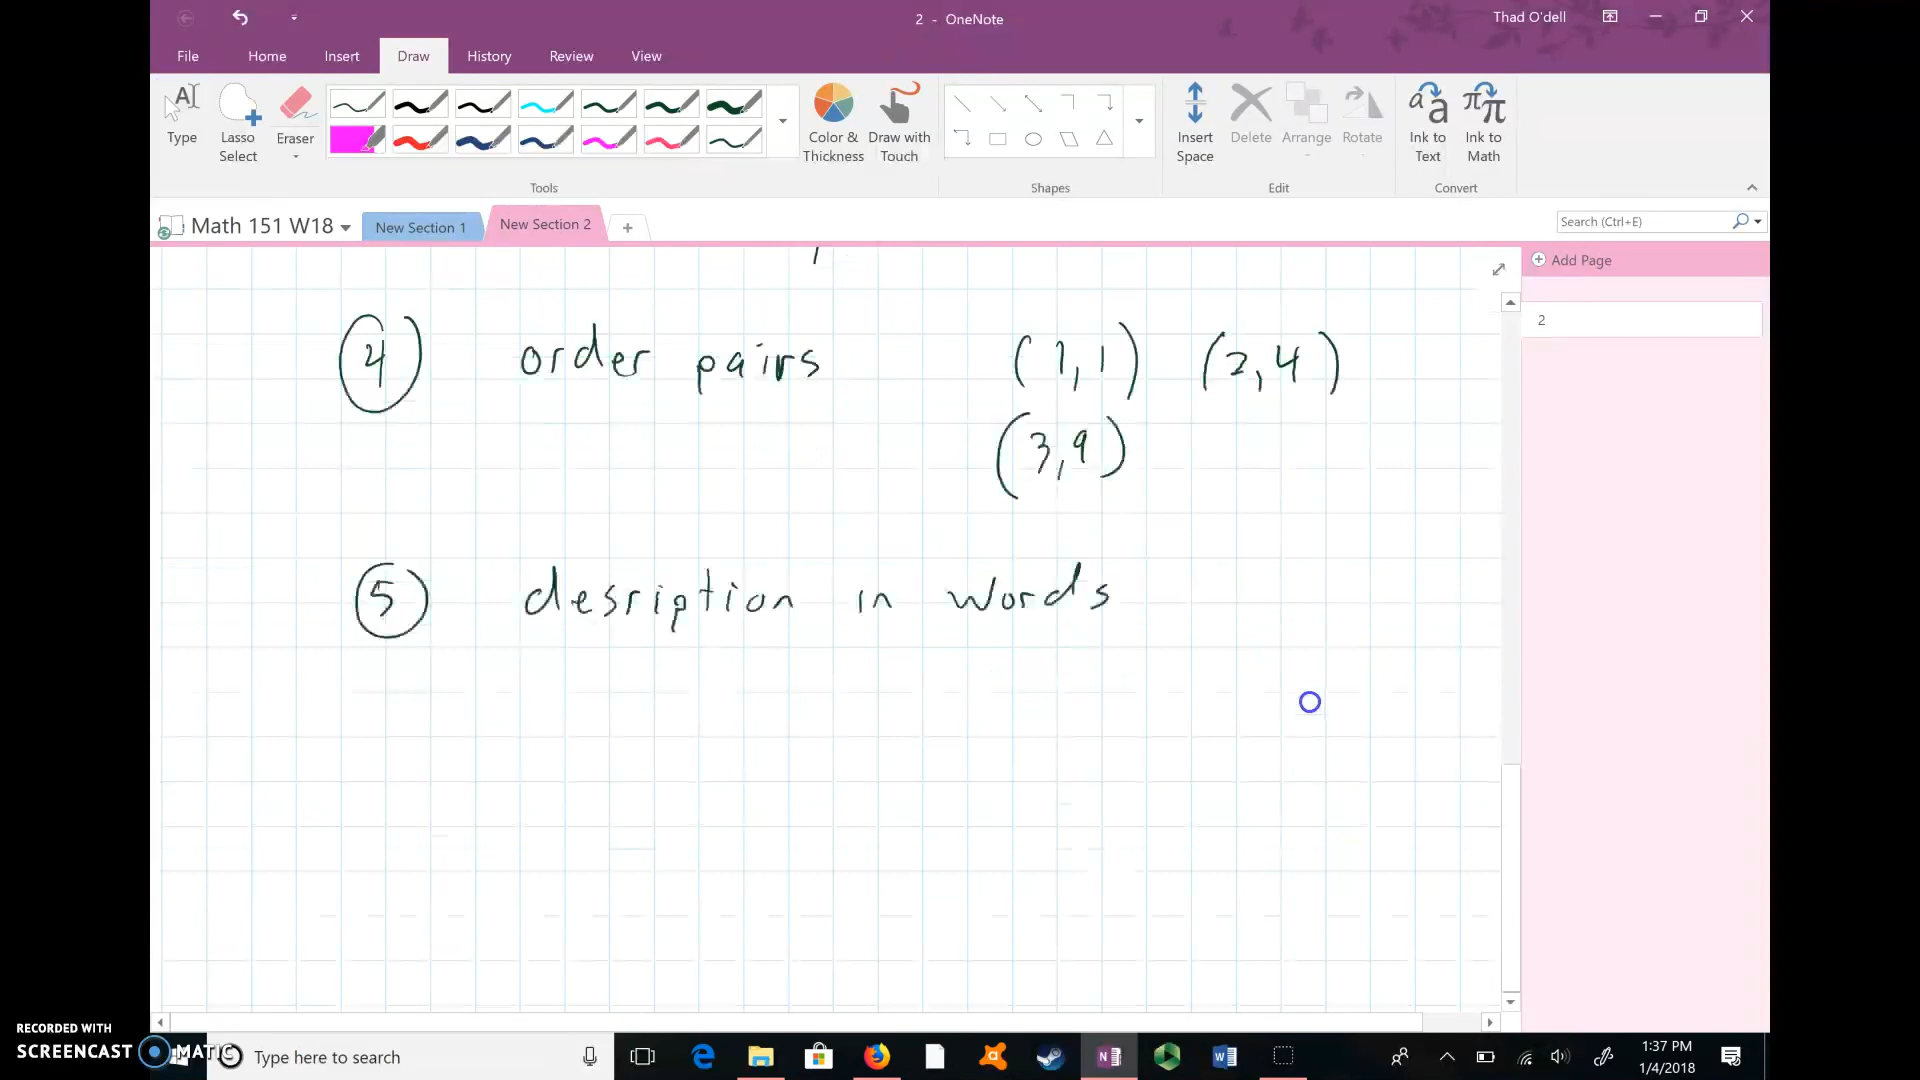 2 - OneNote
Thad O'dell
File Home Insert Draw History Review View
Type
Lasso Select
Eraser
Color & Thickness
Draw with Touch
Insert Space
Delete
Arrange
Rotate
Ink to Text
Ink to Math
Tools
Shapes
Edit
Convert
Math 151 W18
New Section 1
New Section 2
Search (Ctrl+E)
Add Page
2
4 order pairs (1,1) (2,4)
(3,9)
5 desription in words
RECORDED WITH
SCREENCAST MATIC
Type here to search
1:37 PM
1/4/2018